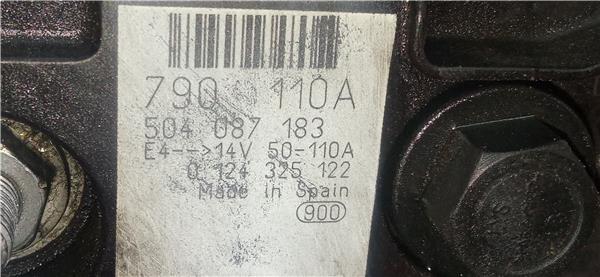 790 110A
504 087 183
E4-->14V 50-110A
0 124 325 122
Made in Spain
900